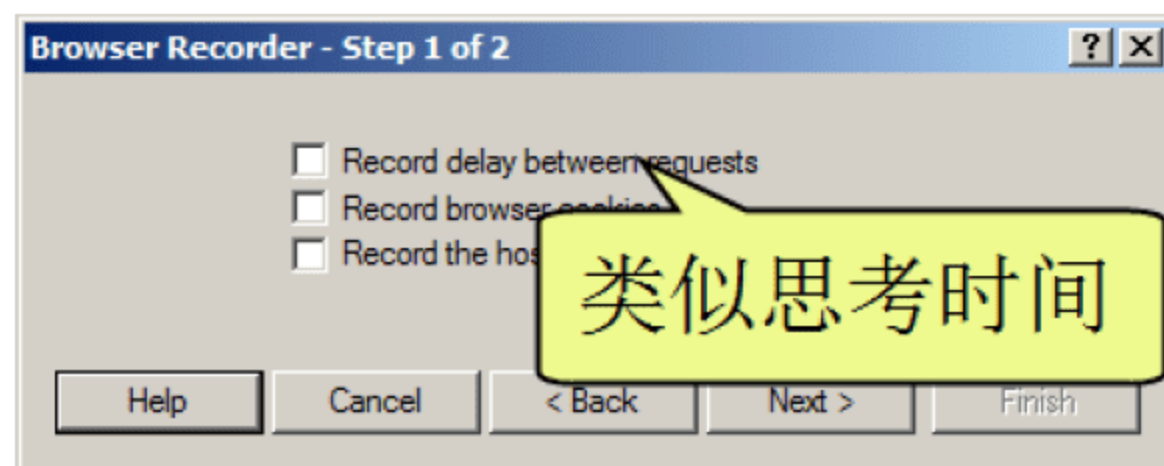 Browser Recorder - Step 1 of 2
Record delay between requests
Record browser cookies
Record the
类似思考时间
Help
Cancel
< Back
Next >
Finish